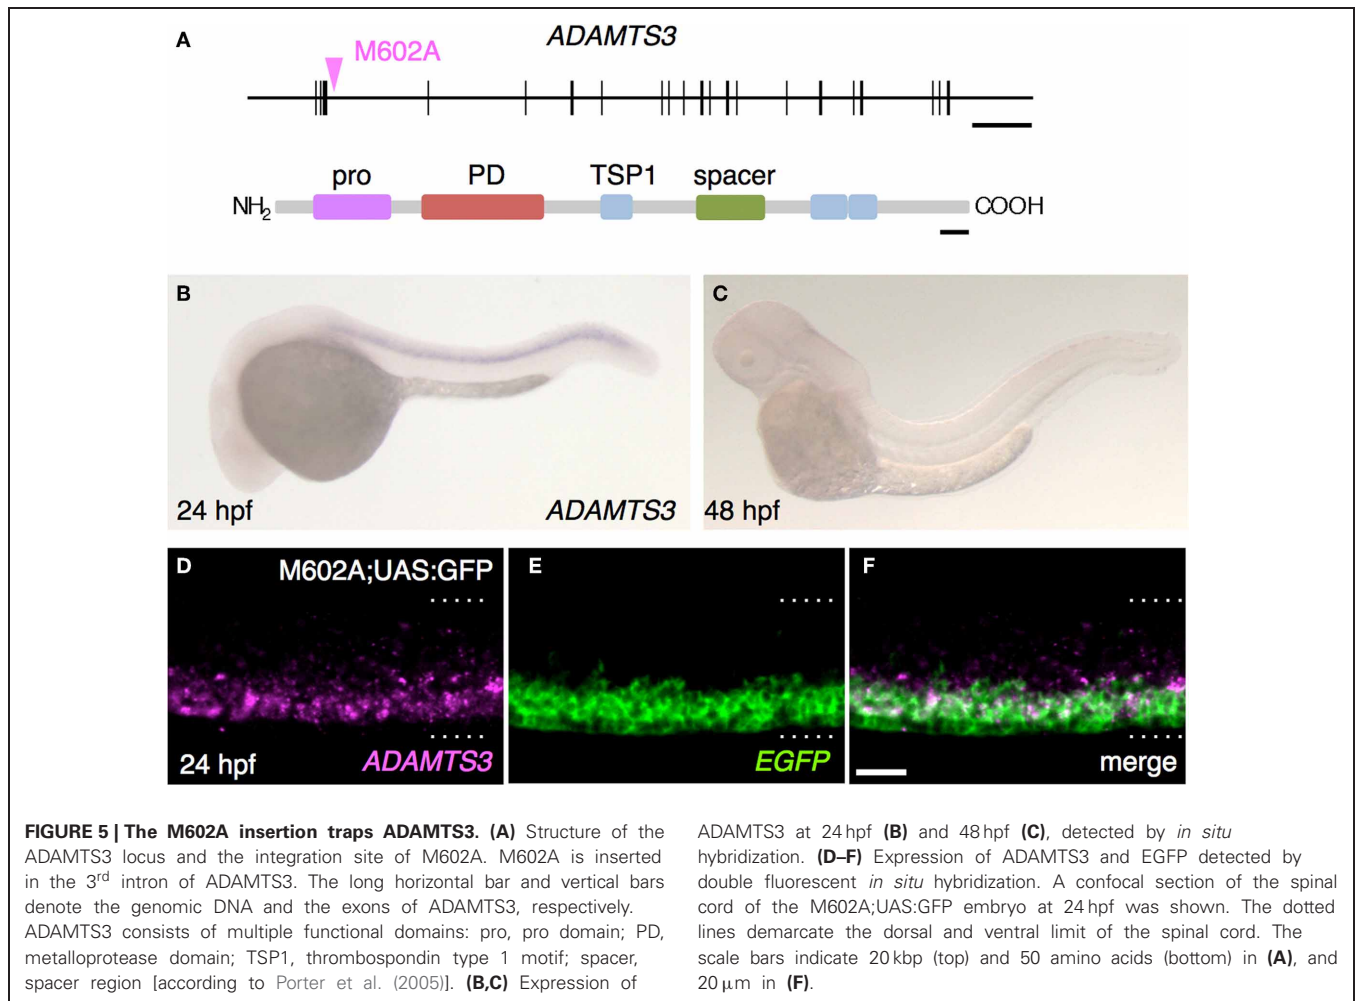 A
ADAMTS3
M602A
pro PD TSP1 spacer
NH2 COOH
B
24 hpf ADAMTS3
C
48 hpf
D
M602A;UAS:GFP
24 hpf ADAMTS3
E
EGFP
F
merge
FIGURE 5 | The M602A insertion traps ADAMTS3. (A) Structure of the
ADAMTS3 locus and the integration site of M602A. M602A is inserted
in the 3rd intron of ADAMTS3. The long horizontal bar and vertical bars
denote the genomic DNA and the exons of ADAMTS3, respectively.
ADAMTS3 consists of multiple functional domains: pro, pro domain; PD,
metalloprotease domain; TSP1, thrombospondin type 1 motif; spacer,
spacer region [according to Porter et al. (2005)]. (B,C) Expression of
ADAMTS3 at 24 hpf (B) and 48 hpf (C), detected by in situ
hybridization. (D–F) Expression of ADAMTS3 and EGFP detected by
double fluorescent in situ hybridization. A confocal section of the spinal
cord of the M602A;UAS:GFP embryo at 24 hpf was shown. The dotted
lines demarcate the dorsal and ventral limit of the spinal cord. The
scale bars indicate 20 kbp (top) and 50 amino acids (bottom) in (A), and
20 μm in (F).